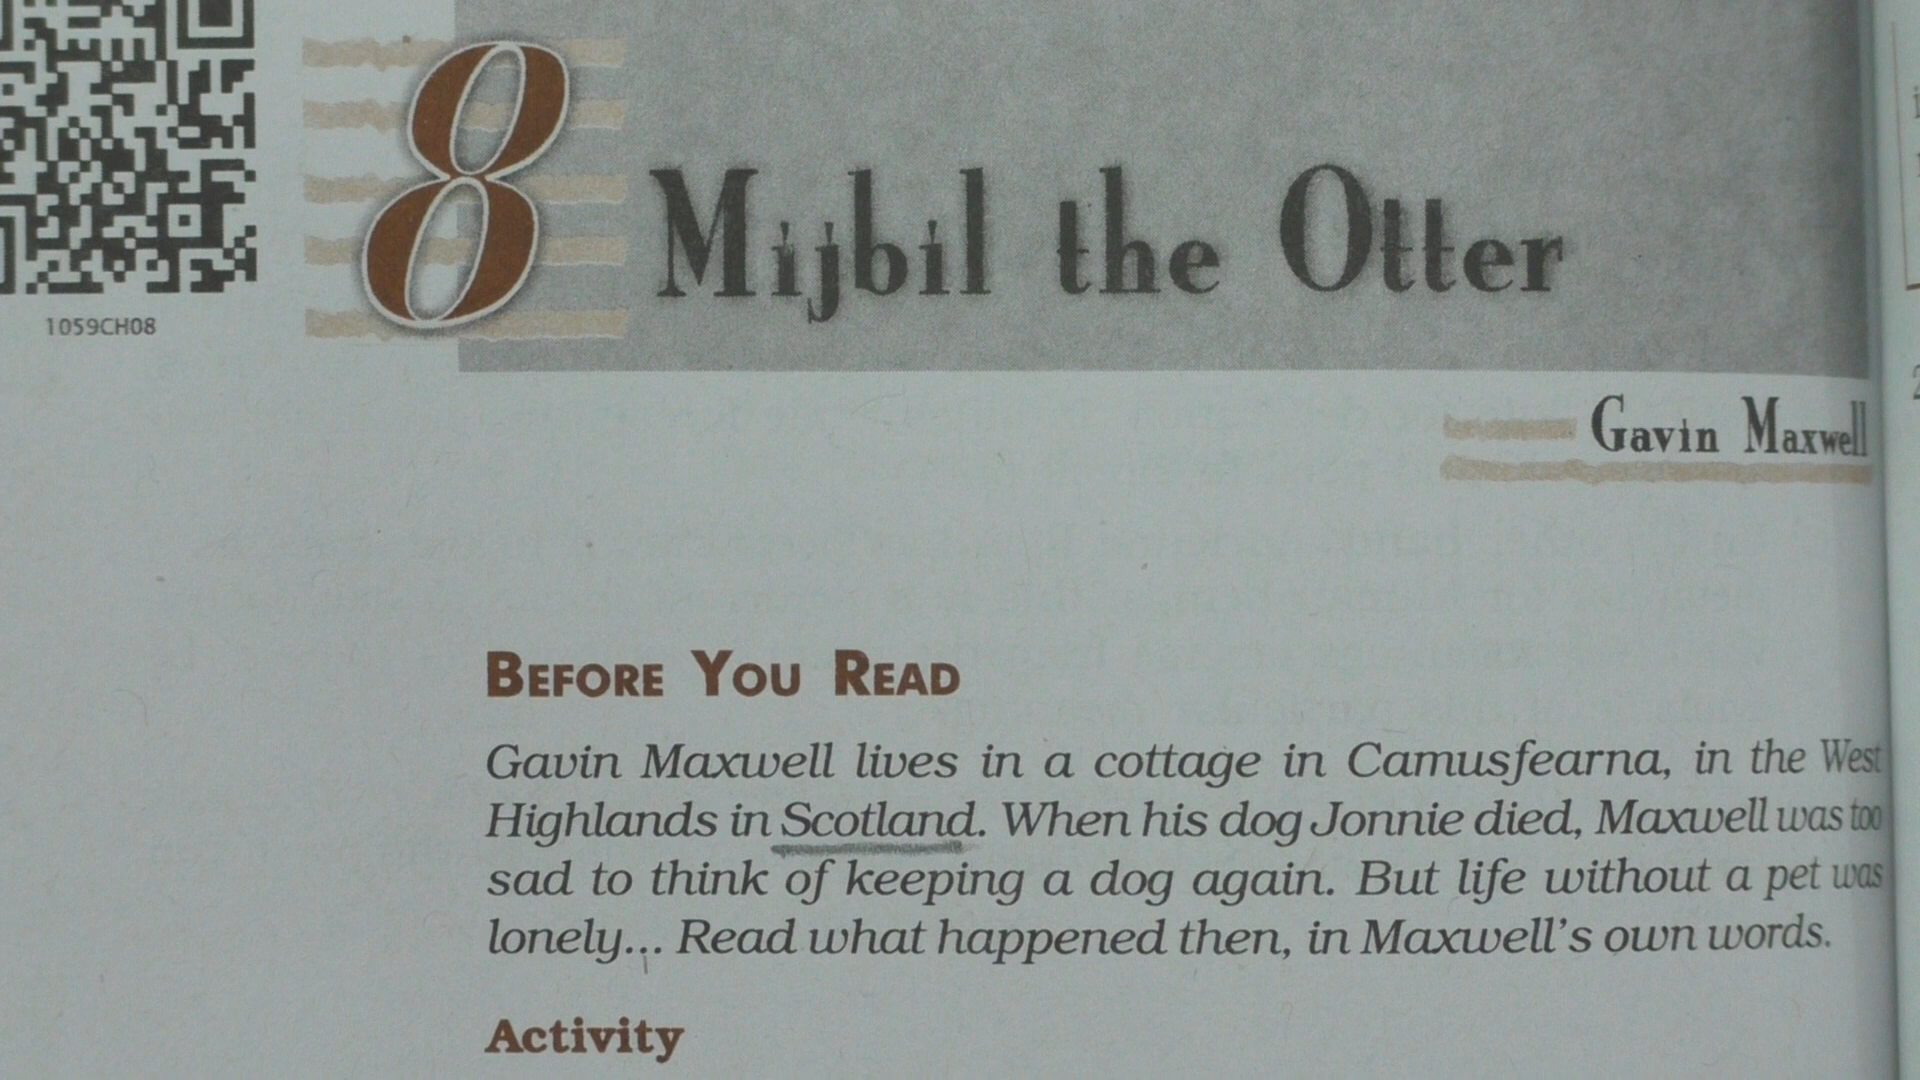 1059CH08
8
Mijbil the Otter
Gavin Maxwell
BEFORE YOU READ
Gavin Maxwell lives in a cottage in Camusfearna, in the West
Highlands in Scotland. When his dog Jonnie died, Maxwell was too
sad to think of keeping a dog again. But life without a pet was
lonely... Read what happened then, in Maxwell's own words.
Activity